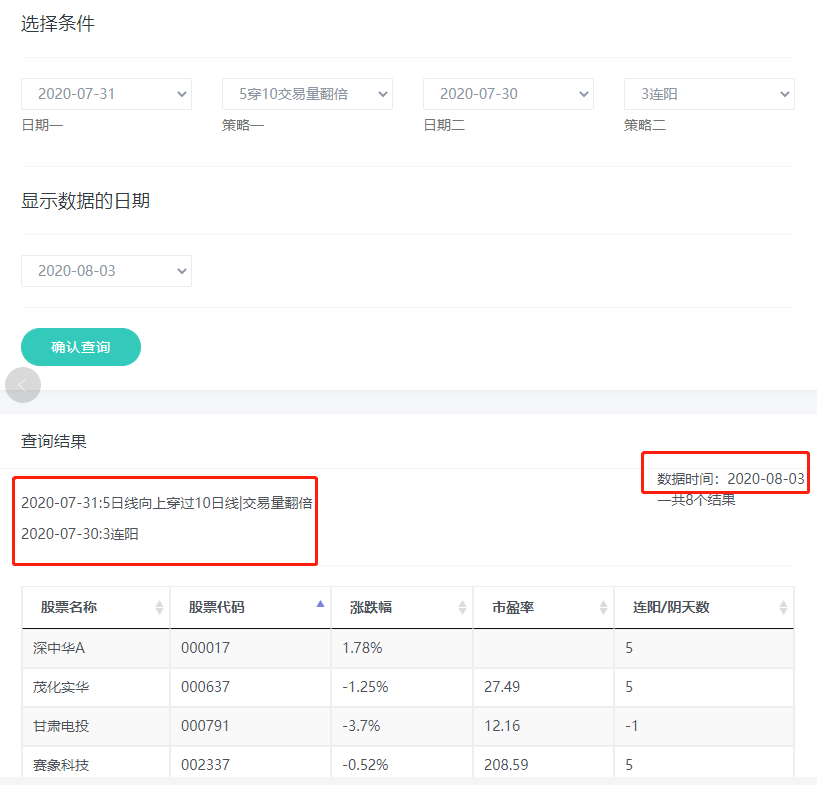 选择条件
2020-07-31 5穿10交易量翻倍 2020-07-30 3连阳
日期一 策略一 日期二 策略二
显示数据的日期
2020-08-03
确认查询
查询结果
数据时间：2020-08-03
一共8个结果
2020-07-31:5日线向上穿过10日线|交易量翻倍
2020-07-30:3连阳
股票名称 股票代码 涨跌幅 市盈率 连阳/阴天数
深中华A 000017 1.78% 5
茂化实华 000637 -1.25% 27.49 5
甘肃电投 000791 -3.7% 12.16 -1
赛象科技 002337 -0.52% 208.59 5